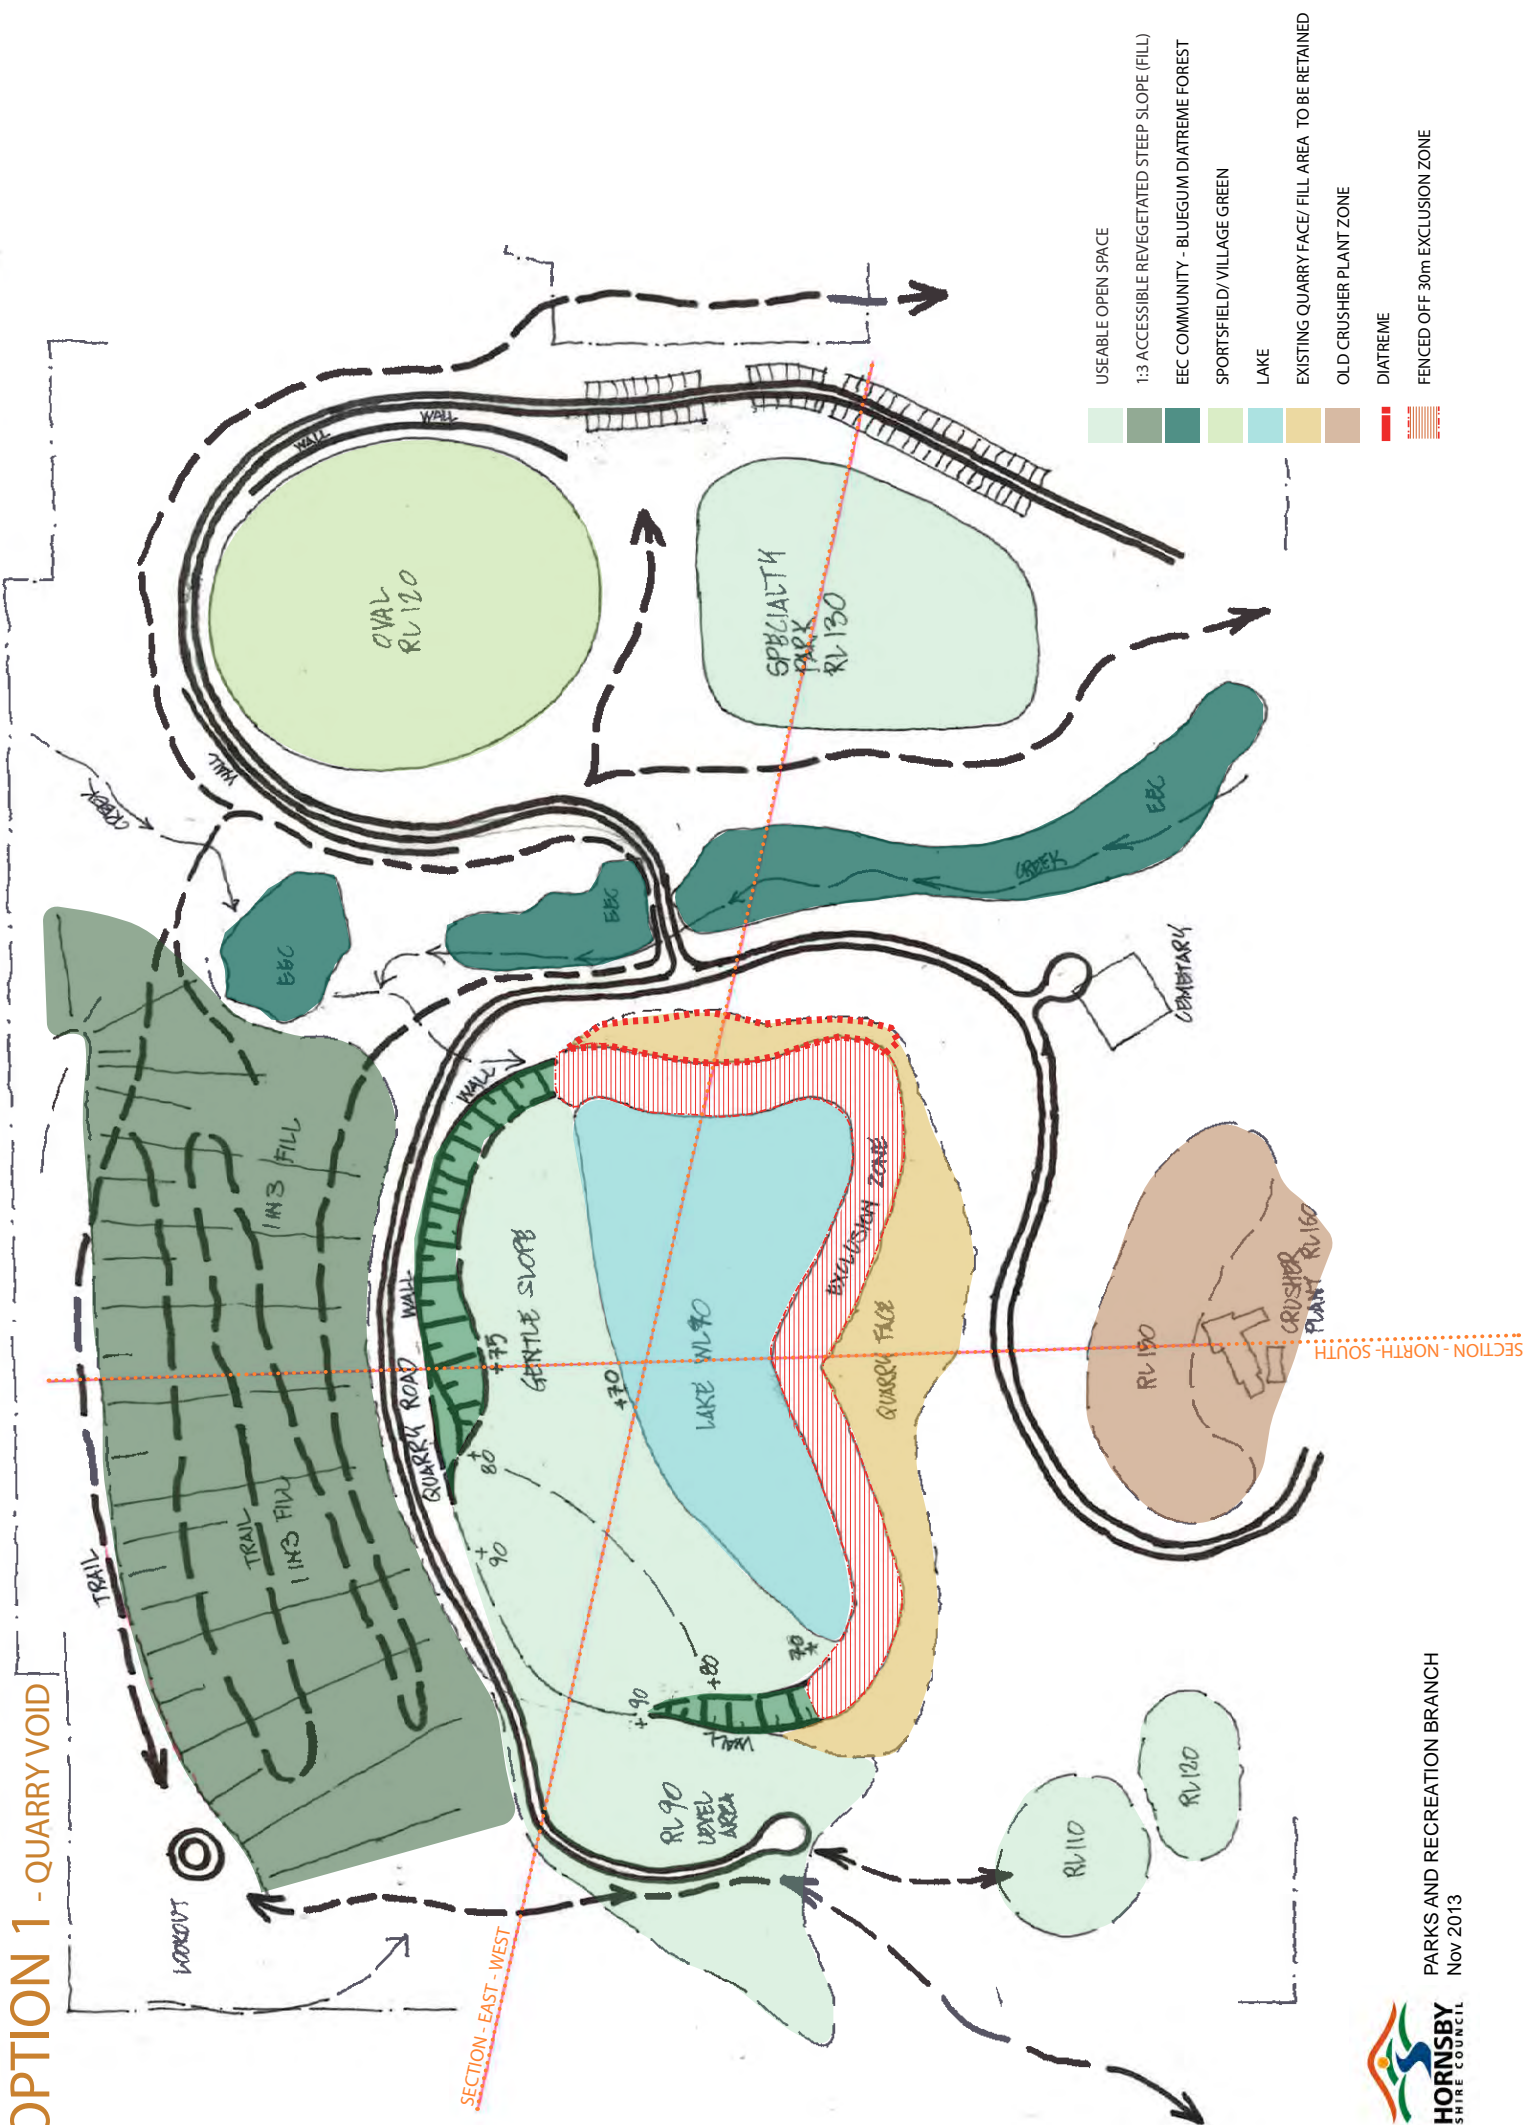 OPTION 1 - QUARRY VOID
LOOKOUT
TRAIL
TRAIL
1 IN 3 FILL
1 IN 3 FILL
CREEK
EEC
EEC
EEC
CREEK
WALL
WALL
WALL
OVAL
RL 120
SPECIALTY
PARK
RL 130
QUARRY ROAD
WALL
WALL
GENTLE SLOPE
+75
+70
+
80
+
90
+90
+80
70
WALL
RL 90
LEVEL
AREA
QUARRY FACE
EXCLUSION ZONE
CEMETARY
RL 150
CRUSHER
PLANT RL 160
RL 110
RL 120
SECTION - EAST - WEST
SECTION - NORTH- SOUTH
USEABLE OPEN SPACE
1:3 ACCESSIBLE REVEGETATED STEEP SLOPE (FILL)
EEC COMMUNITY - BLUEGUM DIATREME FOREST
SPORTSFIELD/ VILLAGE GREEN
LAKE
EXISTING QUARRY FACE/ FILL AREA TO BE RETAINED
OLD CRUSHER PLANT ZONE
DIATREME
FENCED OFF 30m EXCLUSION ZONE
HORNSBY
SHIRE COUNCIL
PARKS AND RECREATION BRANCH
Nov 2013